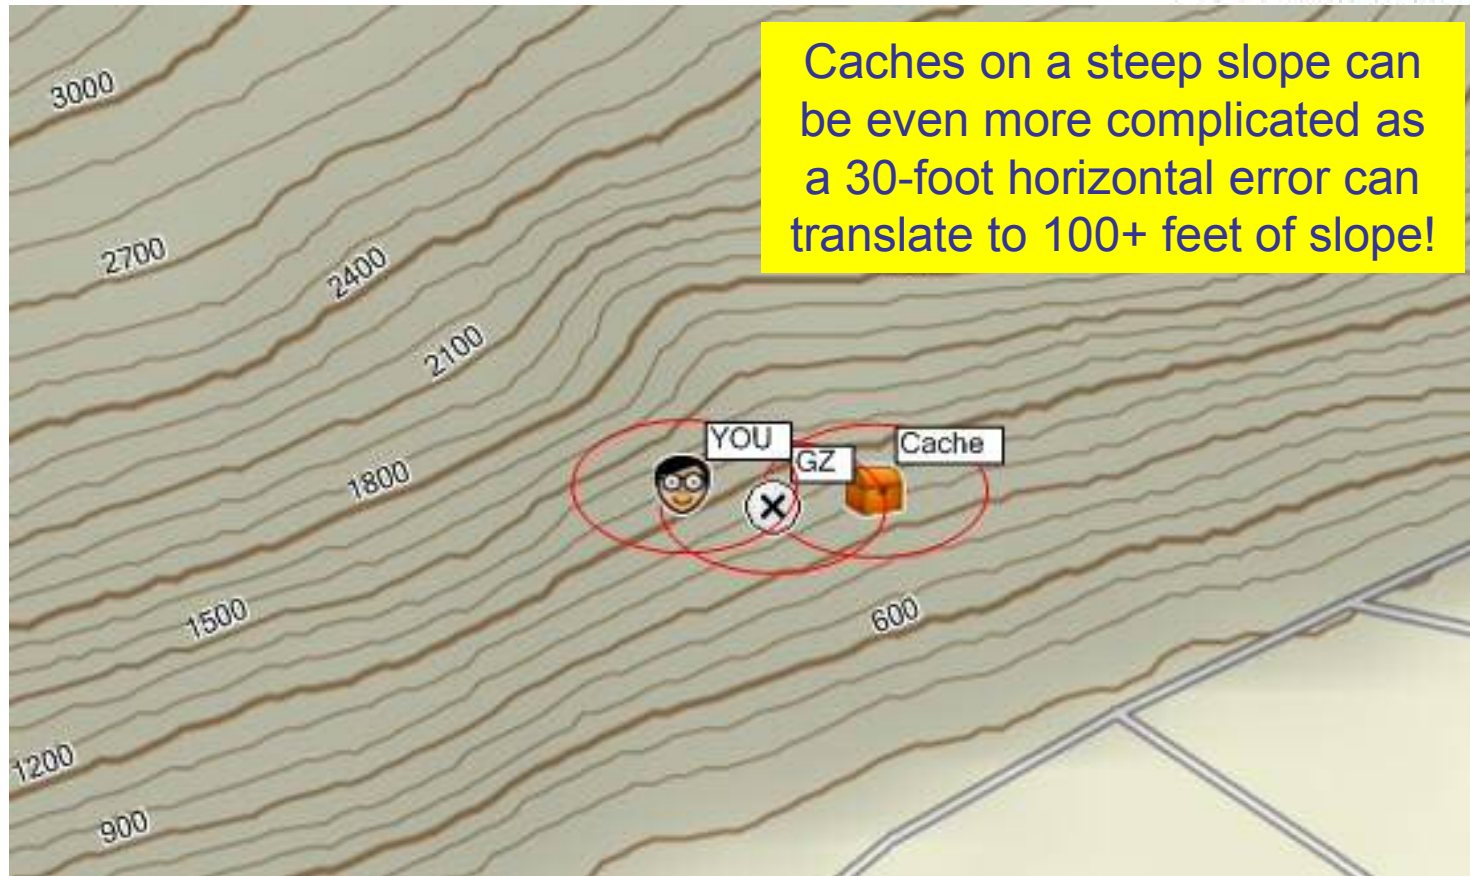 Caches on a steep slope can
be even more complicated as
a 30-foot horizontal error can
translate to 100+ feet of slope!
3000
2700
2400
2100
YOU
GZ
Cache
1800
1500
600
1200
900